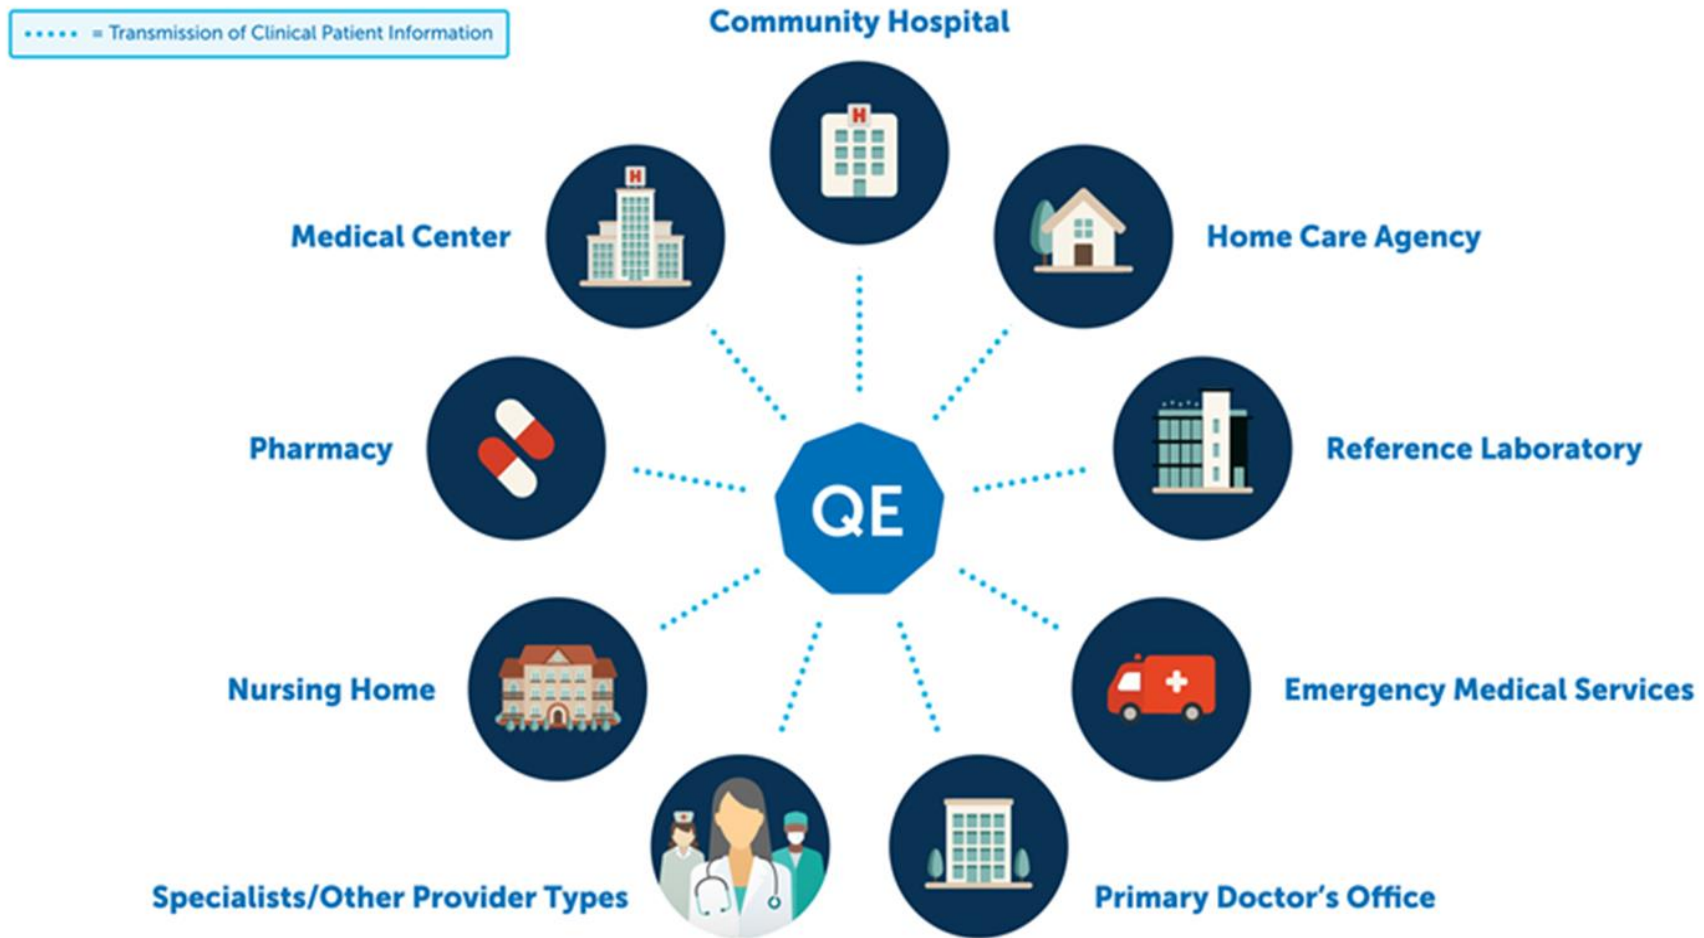 = Transmission of Clinical Patient Information
Community Hospital
H
H
Medical Center
Home Care Agency
Pharmacy
Reference Laboratory
QE
Nursing Home
Emergency Medical Services
Specialists/Other Provider Types
Primary Doctor's Office